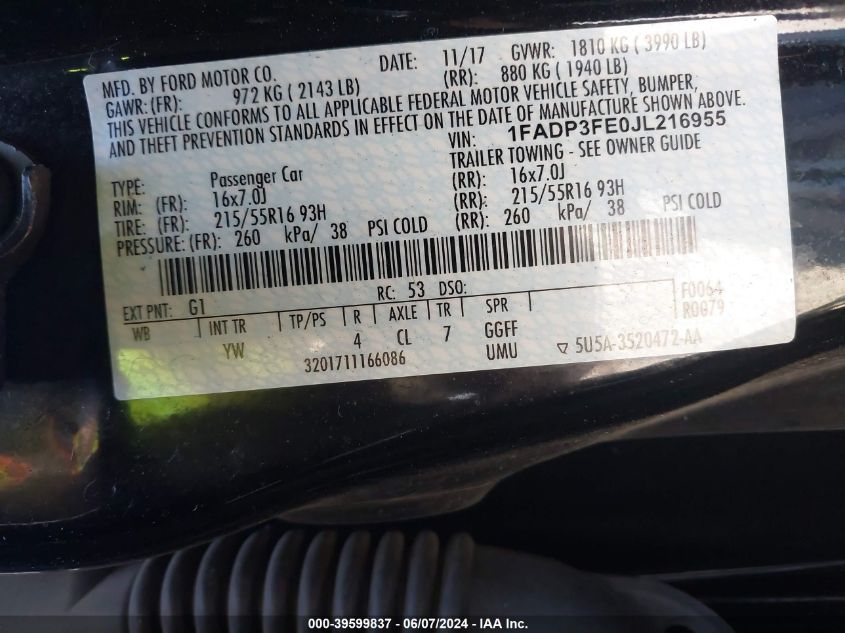 MFD. BY FORD MOTOR CO. DATE: 11/17 GVWR: 1810 KG ( 3990 LB)
GAWR: (FR): 972 KG ( 2143 LB) (RR): 880 KG ( 1940 LB)
THIS VEHICLE CONFORMS TO ALL APPLICABLE FEDERAL MOTOR VEHICLE SAFETY, BUMPER,
AND THEFT PREVENTION STANDARDS IN EFFECT ON THE DATE OF MANUFACTURE SHOWN ABOVE.
VIN: 1FADP3FE0JL216955
TYPE: Passenger Car TRAILER TOWING - SEE OWNER GUIDE
RIM: (FR): 16x7.0J (RR): 16x7.0J
TIRE: (FR): 215/55R16 93H (RR): 215/55R16 93H
PRESSURE: (FR): 260 kPa/ 38 PSI COLD (RR): 260 kPa/ 38 PSI COLD
EXT PNT: G1 RC: 53 DSO: F0064
WB INT TR TP/PS R AXLE TR SPR R0079
YW 4 CL 7 GGFF
3201711166086 UMU 5U5A-3520472-AA
000-39599837 - 06/07/2024 - IAA Inc.